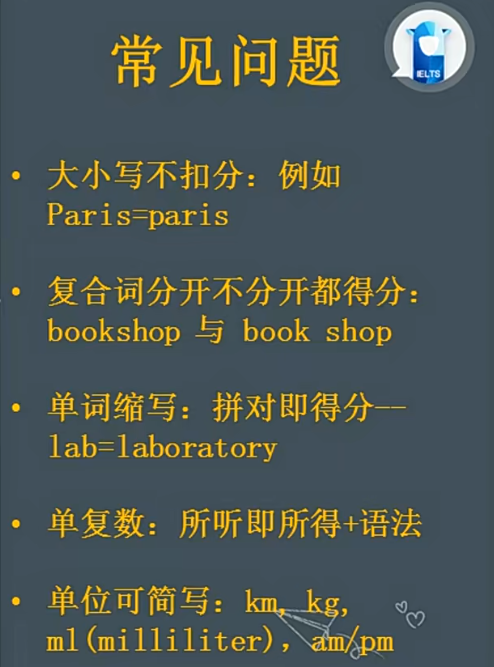 常见问题
IELTS
• 大小写不扣分：例如
Paris=paris
• 复合词分开不分开都得分：
bookshop 与 book shop
• 单词缩写：拼对即得分--
lab=laboratory
• 单复数：所听即所得+语法
• 单位可简写：km, kg,
ml(milliliter), am/pm